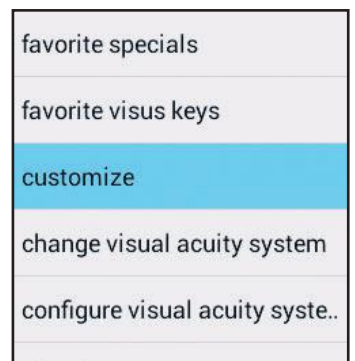 favorite specials
favorite visus keys
customize
change visual acuity system
configure visual acuity syste..